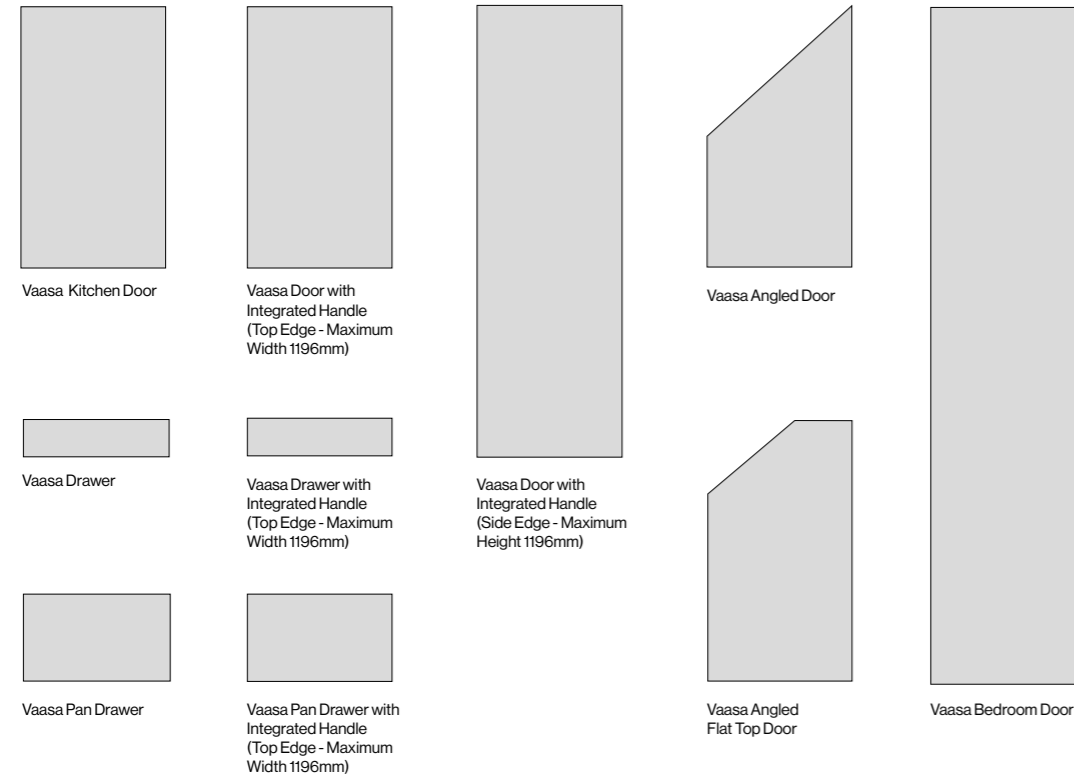 Vaasa Kitchen Door
Vaasa Door with
Integrated Handle
(Top Edge - Maximum
Width 1196mm)
Vaasa Angled Door
Vaasa Drawer
Vaasa Drawer with
Integrated Handle
(Top Edge - Maximum
Width 1196mm)
Vaasa Door with
Integrated Handle
(Side Edge - Maximum
Height 1196mm)
Vaasa Pan Drawer
Vaasa Pan Drawer with
Integrated Handle
(Top Edge - Maximum
Width 1196mm)
Vaasa Angled
Flat Top Door
Vaasa Bedroom Door